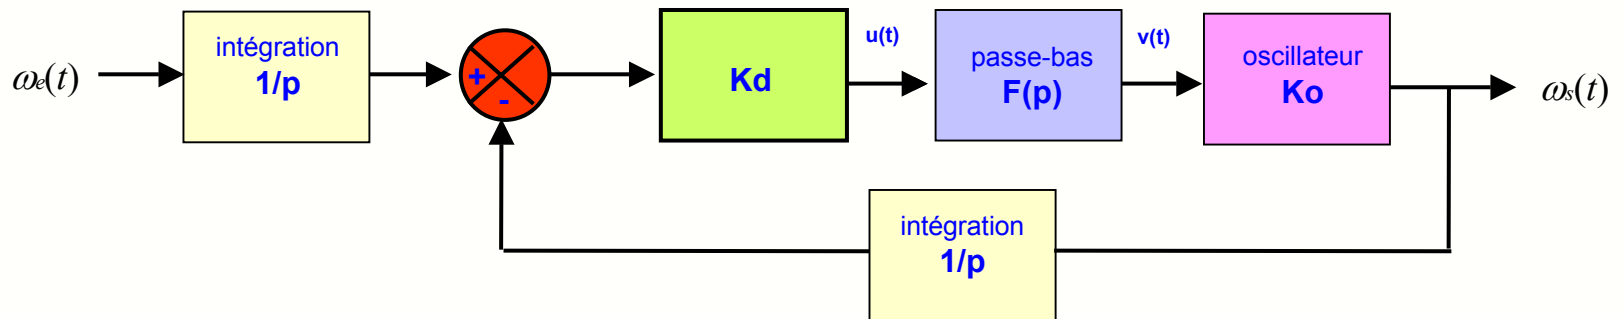 ωe(t)
intégration
1/p
+
-
Kd
u(t)
passe-bas
F(p)
v(t)
oscillateur
Ko
ωs(t)
intégration
1/p